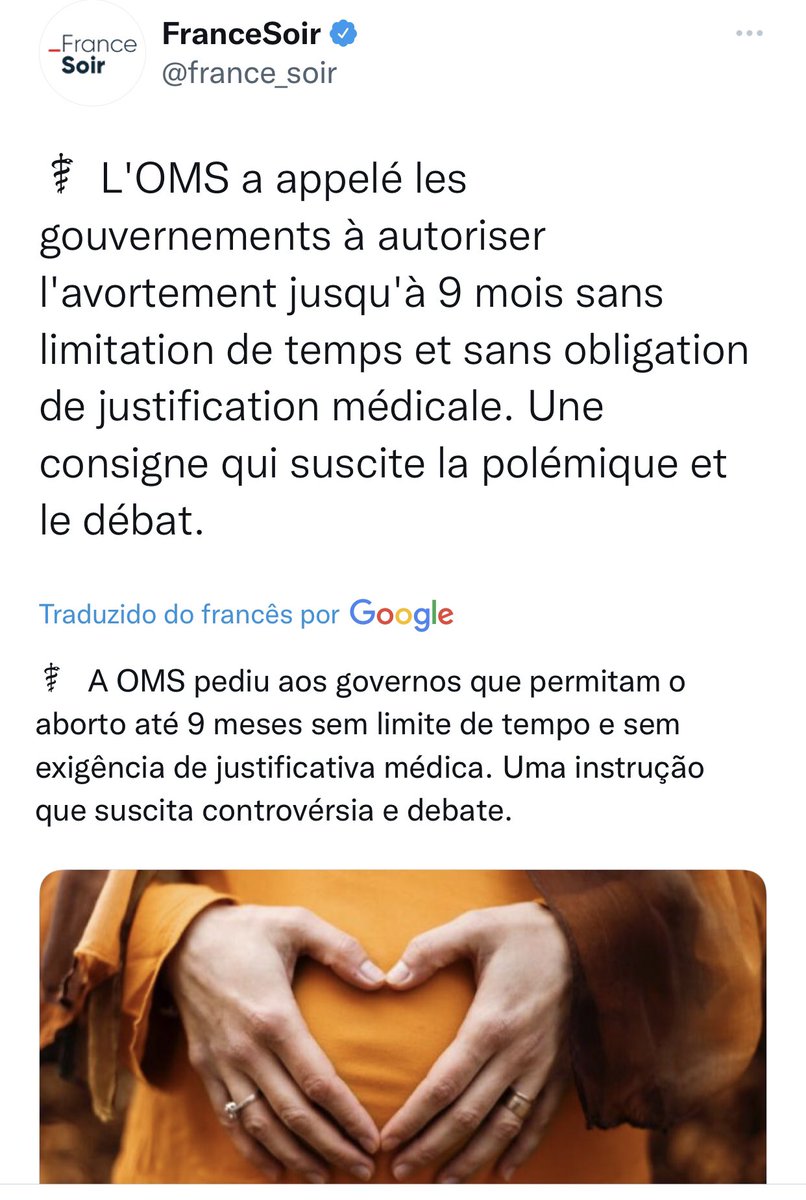 _France
Soir
FranceSoir
@france_soir
⚕ L'OMS a appelé les
gouvernements à autoriser
l'avortement jusqu'à 9 mois sans
limitation de temps et sans obligation
de justification médicale. Une
consigne qui suscite la polémique et
le débat.
Traduzido do francês por Google
⚕ A OMS pediu aos governos que permitam o
aborto até 9 meses sem limite de tempo e sem
exigência de justificativa médica. Uma instrução
que suscita controvérsia e debate.